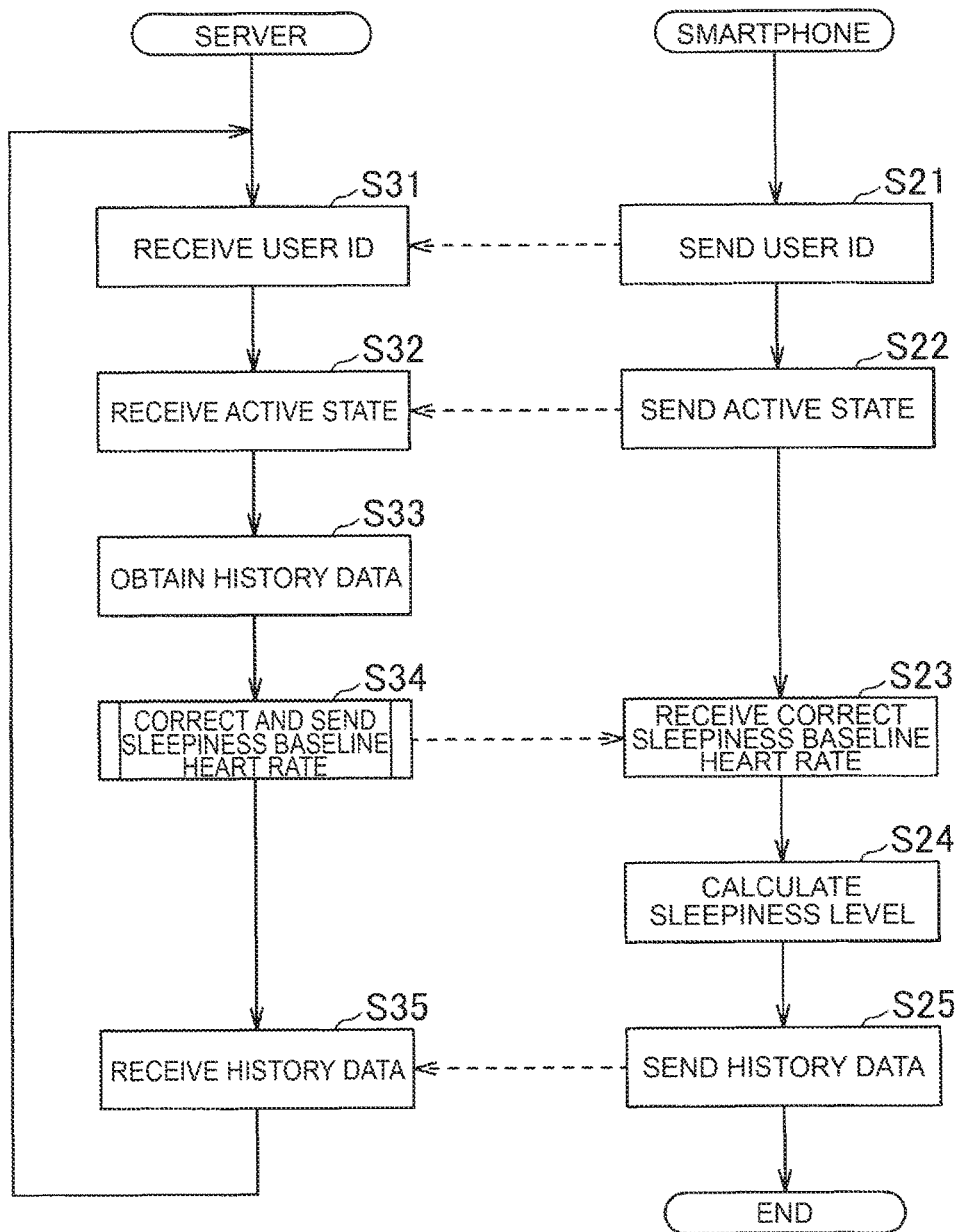 SERVER
SMARTPHONE
S31
S21
RECEIVE USER ID
SEND USER ID
S32
S22
RECEIVE ACTIVE STATE
SEND ACTIVE STATE
S33
OBTAIN HISTORY DATA
S34
S23
CORRECT AND SEND
SLEEPINESS BASELINE
HEART RATE
RECEIVE CORRECT
SLEEPINESS BASELINE
HEART RATE
S24
CALCULATE
SLEEPINESS LEVEL
S35
S25
RECEIVE HISTORY DATA
SEND HISTORY DATA
END